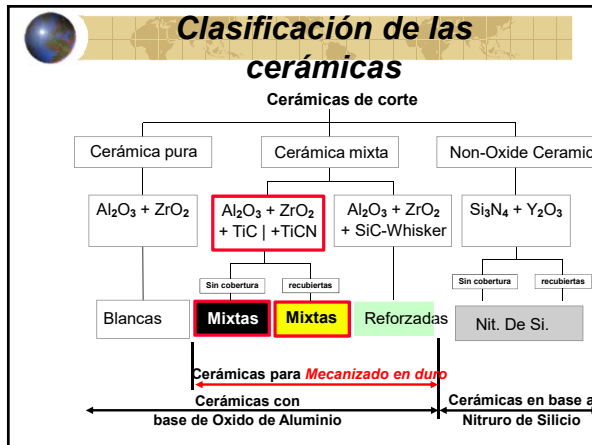 Clasificación de las
cerámicas
Cerámicas de corte
Cerámica pura
Cerámica mixta
Non-Oxide Ceramic
Al₂O₃ + ZrO₂
Al₂O₃ + ZrO₂
+ TiC | +TiCN
Al₂O₃ + ZrO₂
+ SiC-Whisker
Si₃N₄ + Y₂O₃
Sin cobertura
recubiertas
Sin cobertura
recubiertas
Blancas
Mixtas
Mixtas
Reforzadas
Nit. De Si.
Cerámicas para Mecanizado en duro
Cerámicas con
base de Oxido de Aluminio
Cerámicas en base a
Nitruro de Silicio